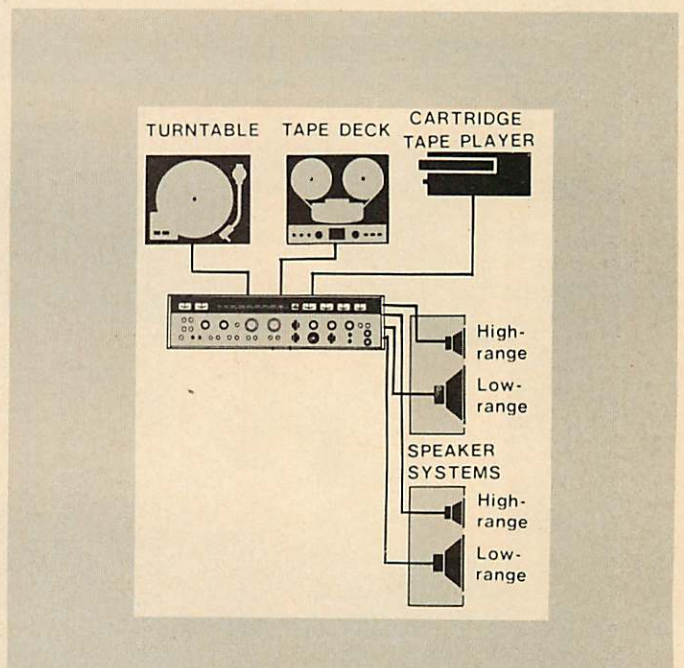 TURNTABLE
TAPE DECK
CARTRIDGE
TAPE PLAYER
High-
range
Low-
range
SPEAKER
SYSTEMS
High-
range
Low-
range